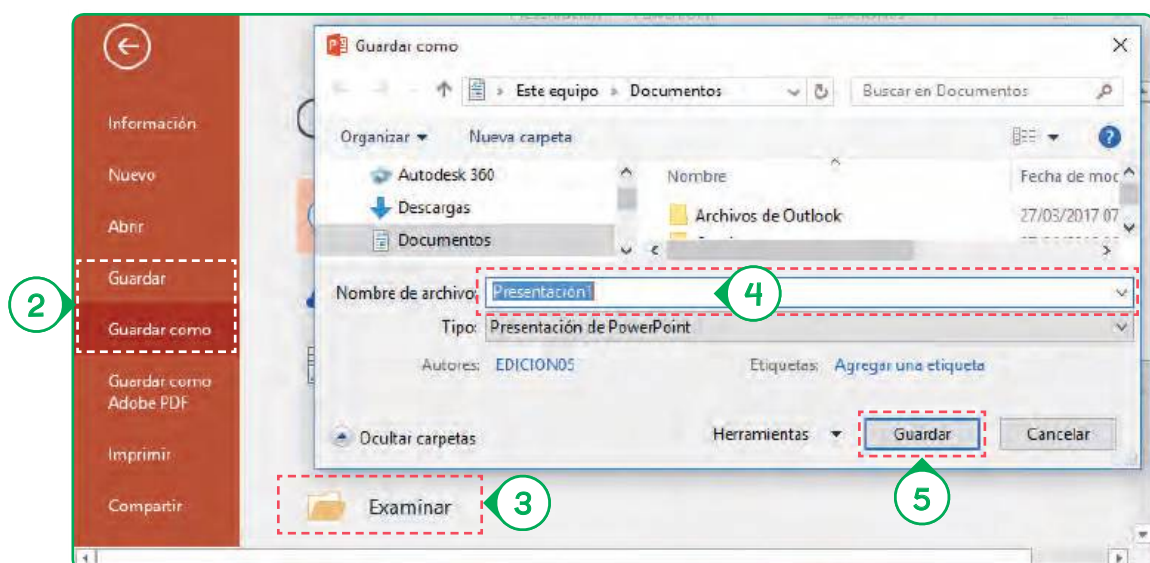 Guardar como
Este equipo
Documentos
Buscar en Documentos
Organizar
Nueva carpeta
?
Autodesk 360
Descargas
Documentos
Nombre
Fecha de moc
Archivos de Outlook
27/03/2017 07
Nombre de archivo:
Presentación1
4
Tipo:
Presentación de PowerPoint
Autores:
EDICION05
Etiquetas:
Agregar una etiqueta
Ocultar carpetas
Herramientas
Guardar
Cancelar
5
Información
Nuevo
Abrir
2
Guardar
Guardar como
Guardar como
Adobe PDF
Imprimir
Compartir
Examinar
3